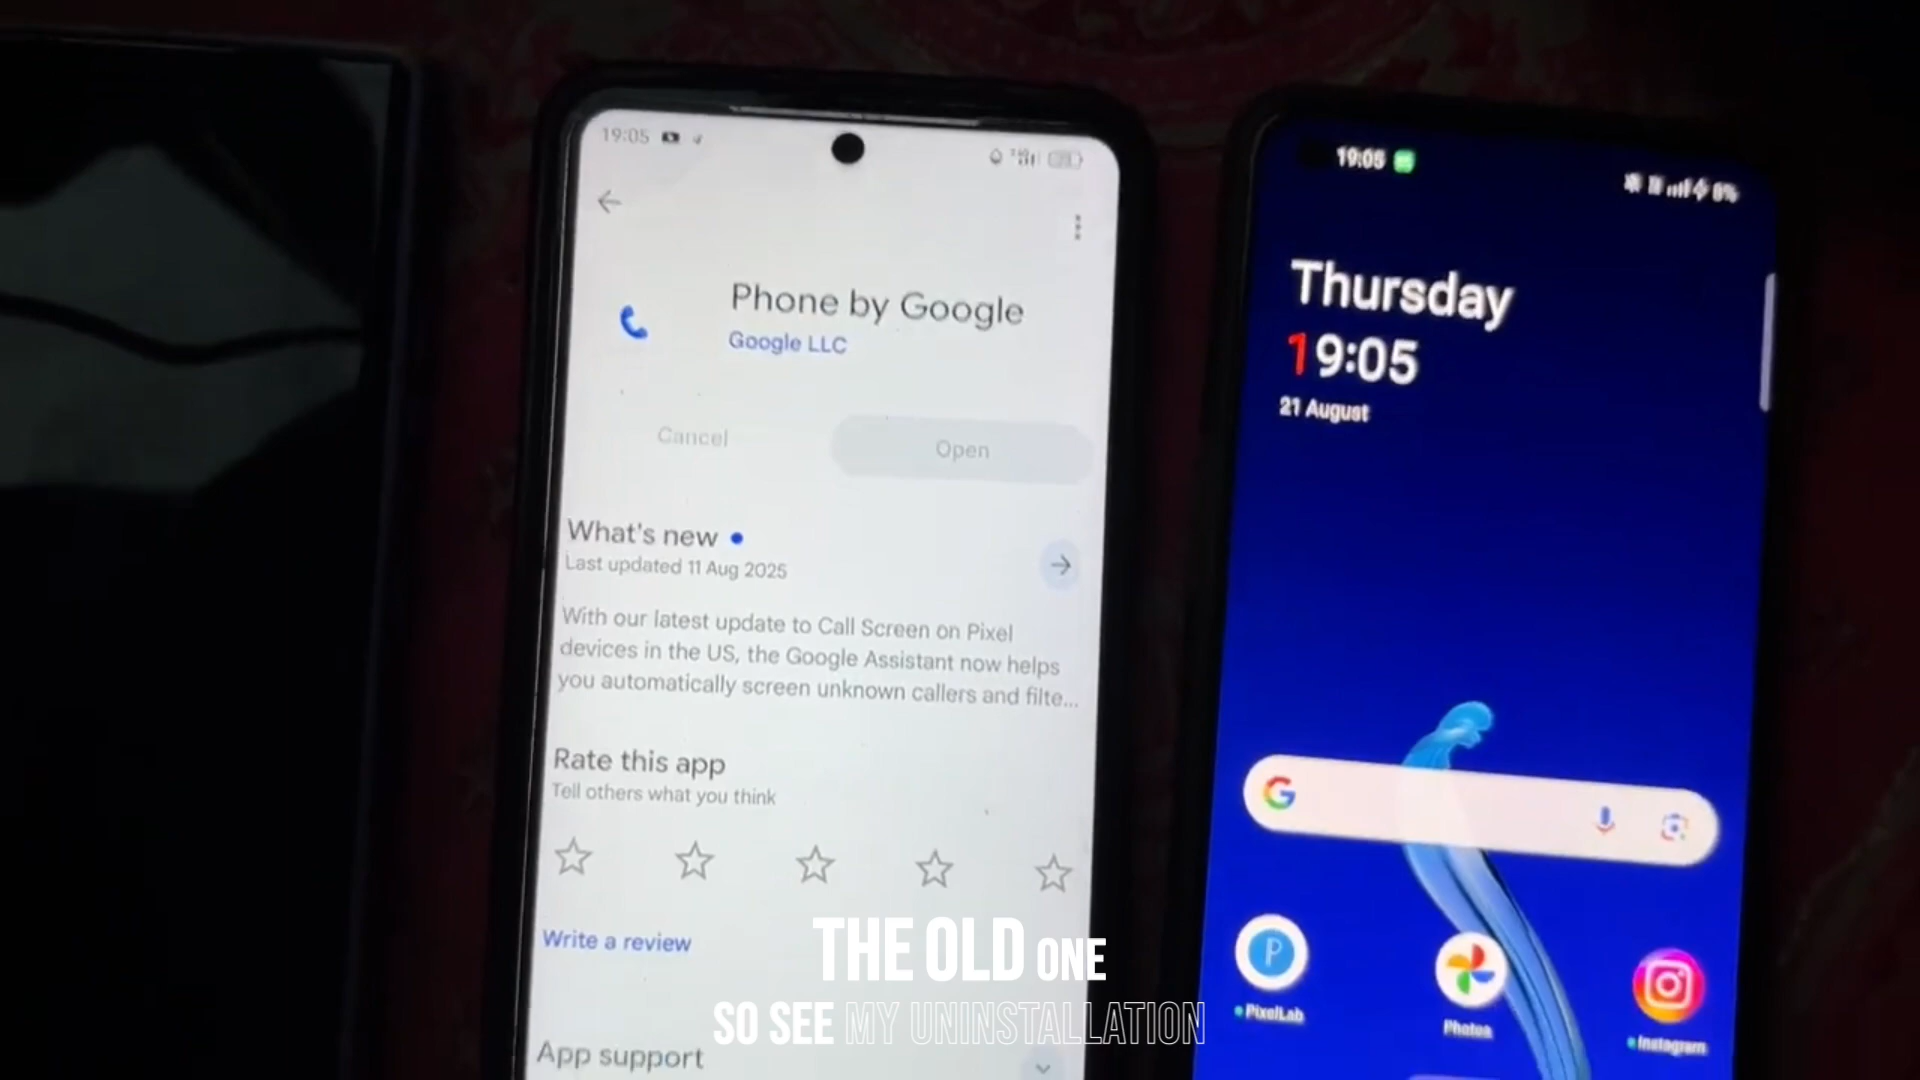 19:05
Phone by Google
Google LLC
Cancel
Open
What's new
Last updated 11 Aug 2025
With our latest update to Call Screen on Pixel
devices in the US, the Google Assistant now helps
you automatically screen unknown callers and filte...
Rate this app
Tell others what you think
Write a review
App support
19:05
Thursday
19:05
21 August
PixelLab
Photos
Instagram
THE OLD ONE
SO SEE MY UNINSTALLATION